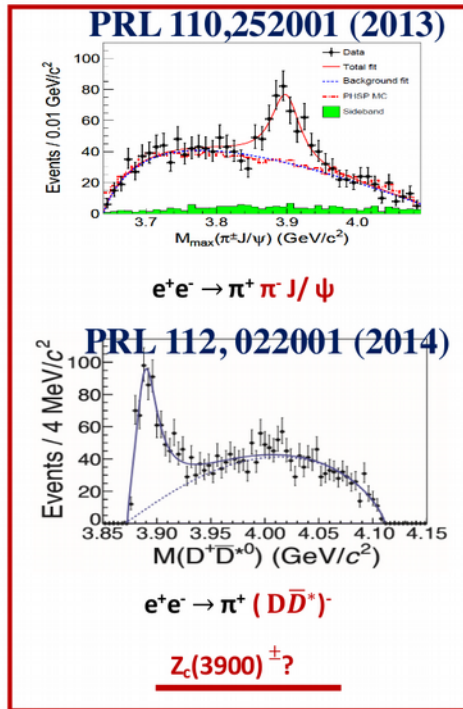 PRL 110,252001 (2013)
100
80
60
40
20
0
Events / 0.01 GeV/c²
Data
Total fit
Background fit
PHSP MC
Sideband
3.7 3.8 3.9 4.0
M_max(π±J/ψ) (GeV/c²)
e⁺e⁻ → π⁺ π⁻ J/ ψ
PRL 112, 022001 (2014)
100
80
60
40
20
0
Events / 4 MeV/c²
3.85 3.90 3.95 4.00 4.05 4.10 4.15
M(D⁺D̅*⁰) (GeV/c²)
e⁺e⁻ → π⁺ ( DD̅*)⁻
Z_c(3900) ±?